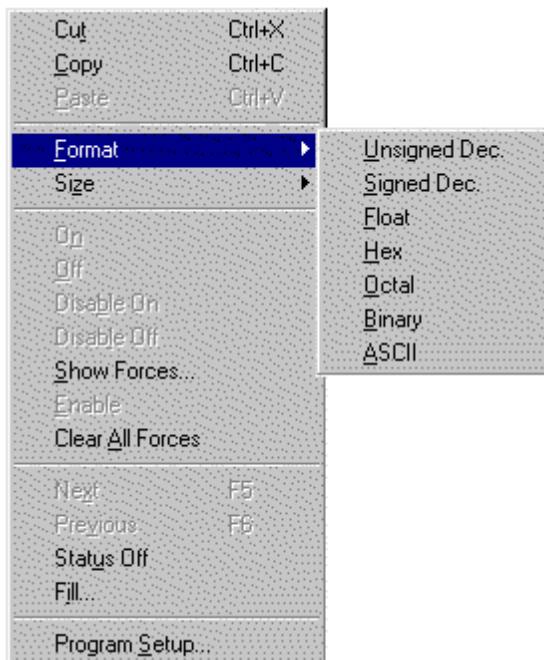 Cut Ctrl+X
Copy Ctrl+C
Paste Ctrl+V
Format
Size
On
Off
Disable On
Disable Off
Show Forces...
Enable
Clear All Forces
Next F5
Previous F6
Status Off
Fill...
Program Setup...
Unsigned Dec.
Signed Dec.
Float
Hex
Octal
Binary
ASCII